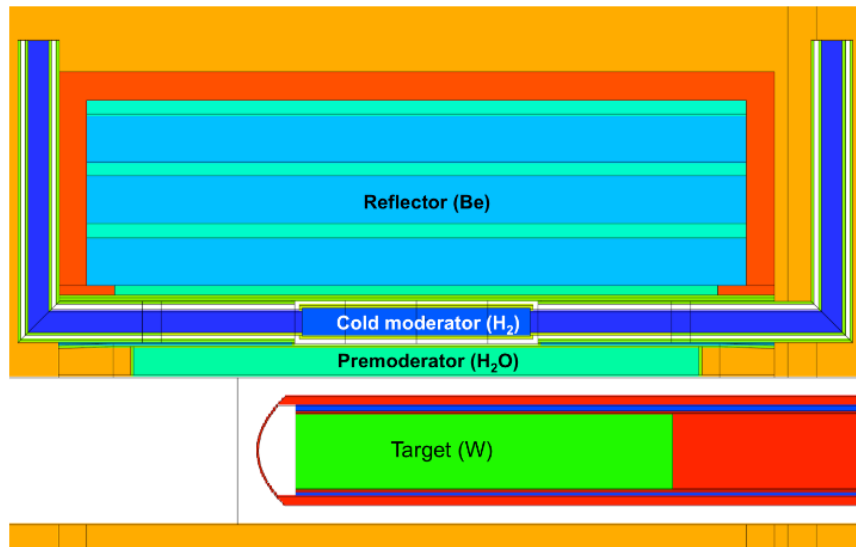 Reflector (Be)
Cold moderator (H₂)
Premoderator (H₂O)
Target (W)